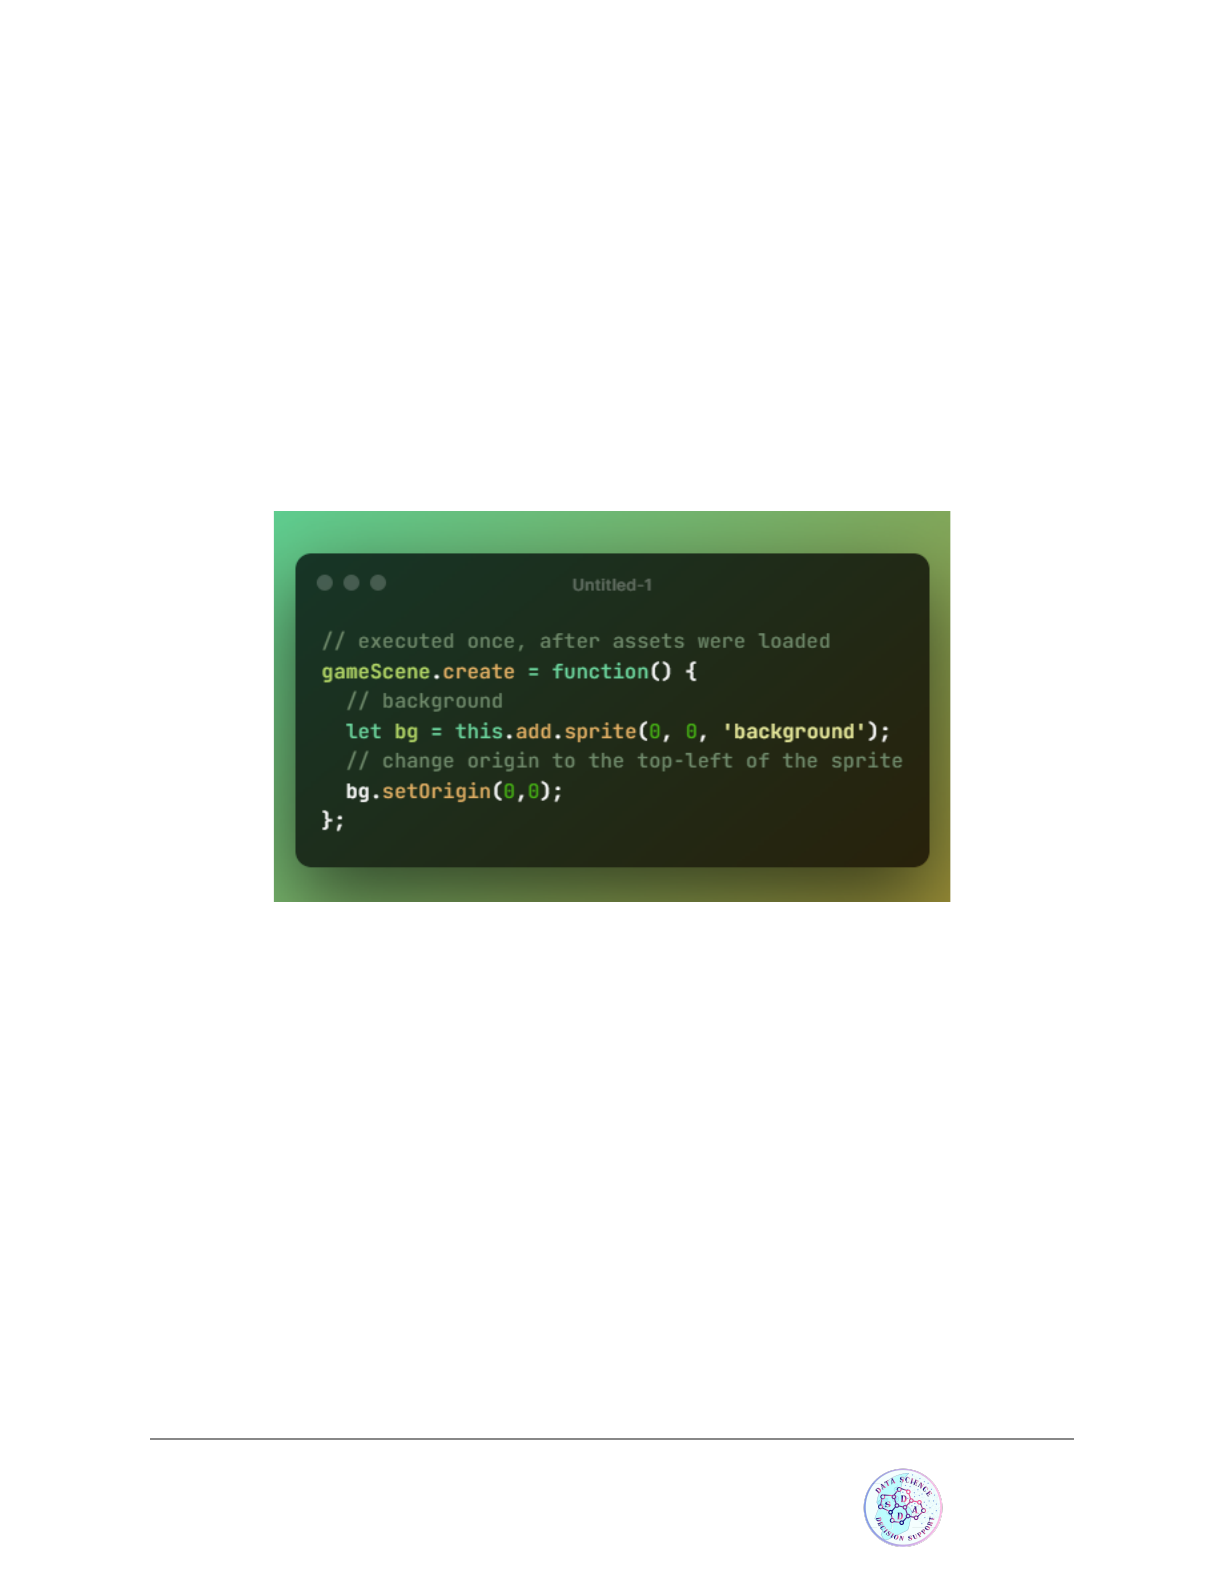 Untitled-1
// executed once, after assets were loaded
gameScene.create = function() {
  // background
  let bg = this.add.sprite(0, 0, 'background');
  // change origin to the top-left of the sprite
  bg.setOrigin(0,0);
};
DATA SCIENCE
D
S
A
D
DECISION SUPPORT